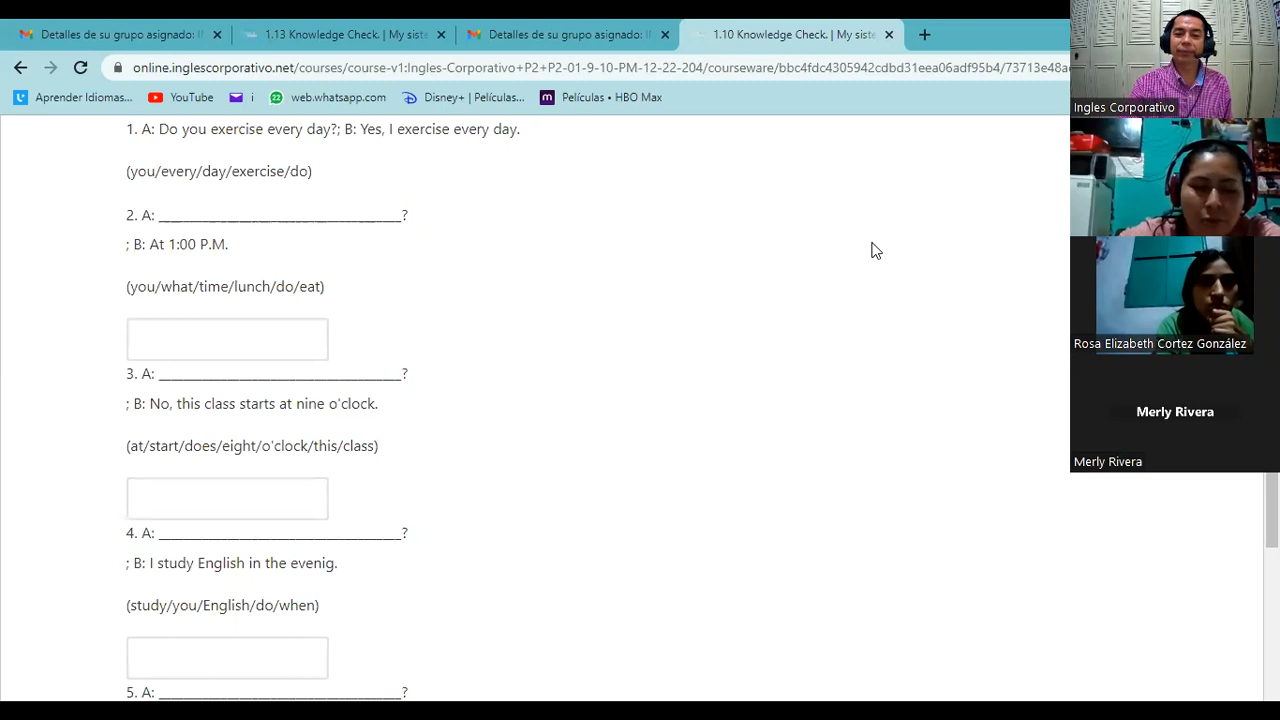 Detalles de su grupo asignado: I
1.13 Knowledge Check. | My sist
Detalles de su grupo asignado: I
1.10 Knowledge Check. | My siste
online.inglescorporativo.net/courses/course-v1:Ingles-Corporativo+P2+P2-01-9-10-PM-12-22-204/courseware/bbc4fdc4305942cdbd31eea06adf95b4/73713e48a
Aprender Idiomas...
YouTube
i
web.whatsapp.com
Disney+ | Películas...
Películas • HBO Max
1. A: Do you exercise every day?; B: Yes, I exercise every day.
(you/every/day/exercise/do)
2. A: ________________________________?
; B: At 1:00 P.M.
(you/what/time/lunch/do/eat)
3. A: ________________________________?
; B: No, this class starts at nine o'clock.
(at/start/does/eight/o'clock/this/class)
4. A: ________________________________?
; B: I study English in the evenig.
(study/you/English/do/when)
5. A: ________________________________?
Ingles Corporativo
Rosa Elizabeth Cortez González
Merly Rivera
Merly Rivera